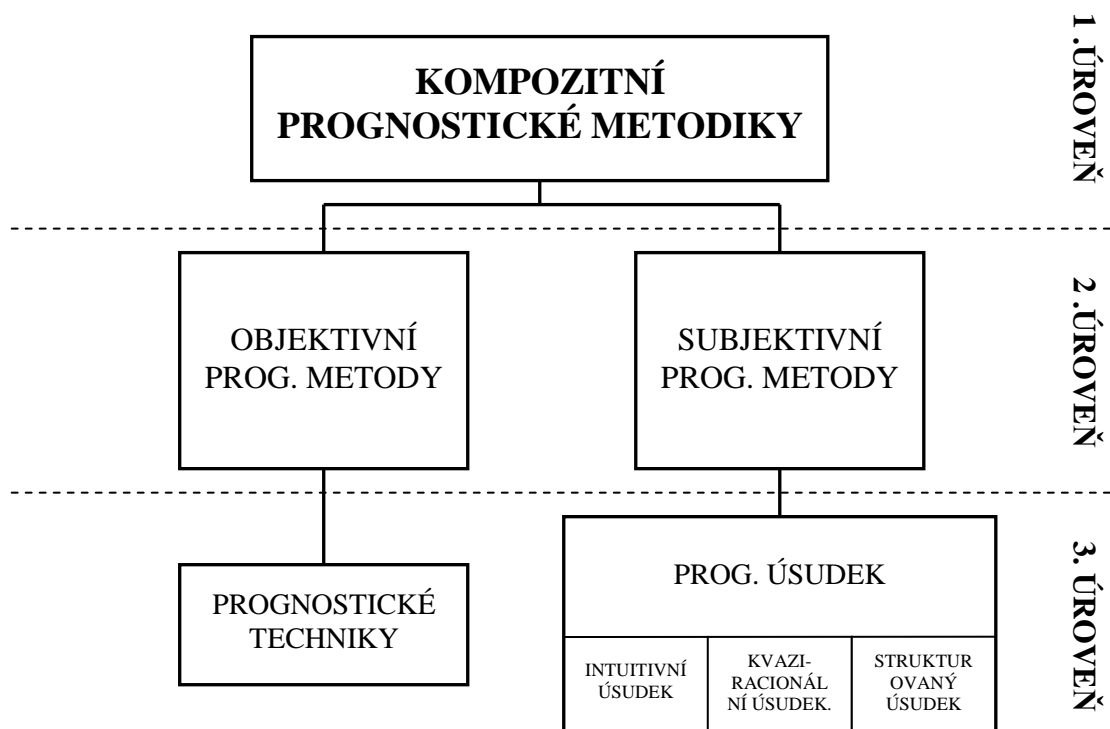 KOMPOZITNÍ
PROGNOSTICKÉ METODIKY
1 .ÚROVEŇ
OBJEKTIVNÍ
PROG. METODY
SUBJEKTIVNÍ
PROG. METODY
2 .ÚROVEŇ
PROGNOSTICKÉ
TECHNIKY
PROG. ÚSUDEK
INTUITIVNÍ
ÚSUDEK
KVAZI-
RACIONÁL
NÍ ÚSUDEK.
STRUKTUR
OVANÝ
ÚSUDEK
3. ÚROVEŇ